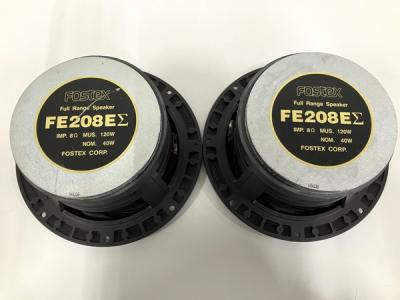 Fostex
Full Range Speaker
FE208EΣ
IMP. 8Ω MUS. 120W
NOM. 40W
FOSTEX CORP.
Fostex
Full Range Speaker
FE208EΣ
IMP. 8Ω MUS. 120W
NOM. 40W
FOSTEX CORP.